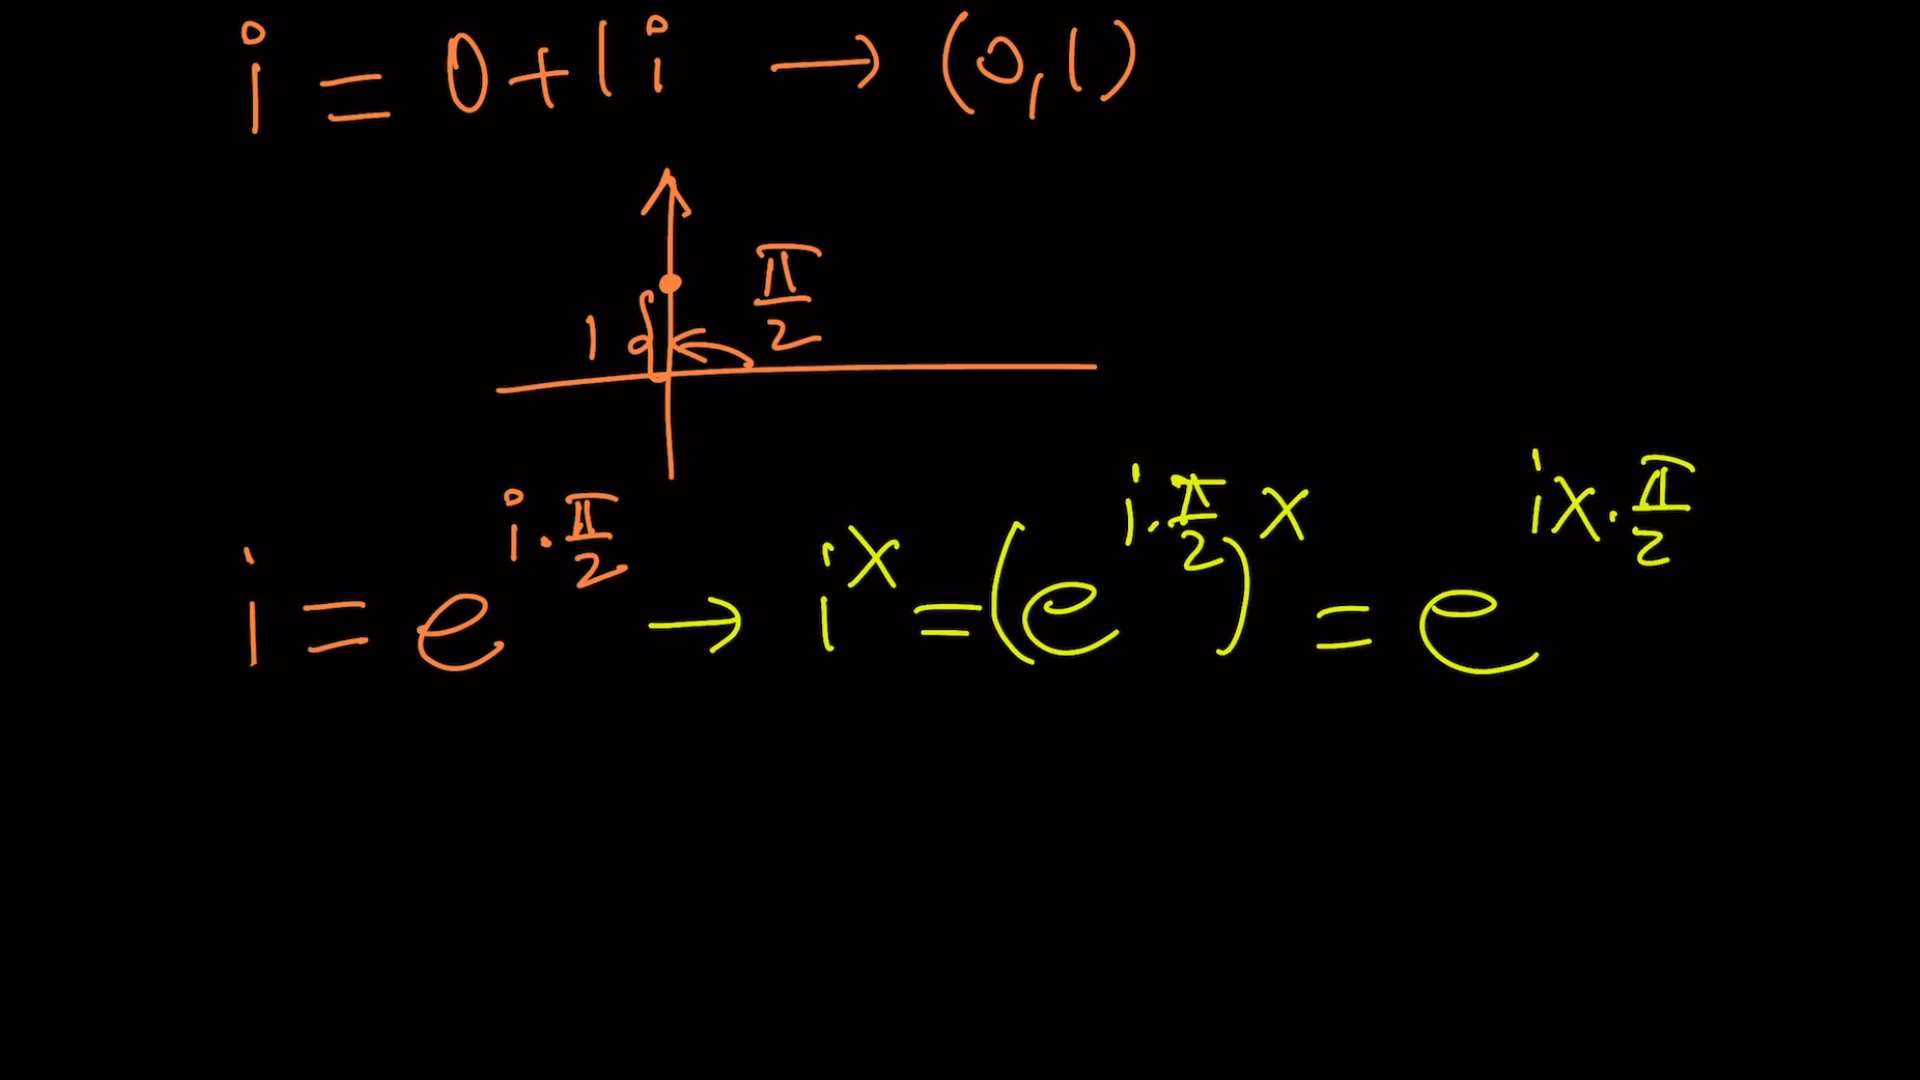 i = 0 + 1i → (0,1)
π/2
1
i = e^{i·π/2} → i^x = (e^{i·π/2})^x = e^{ix·π/2}